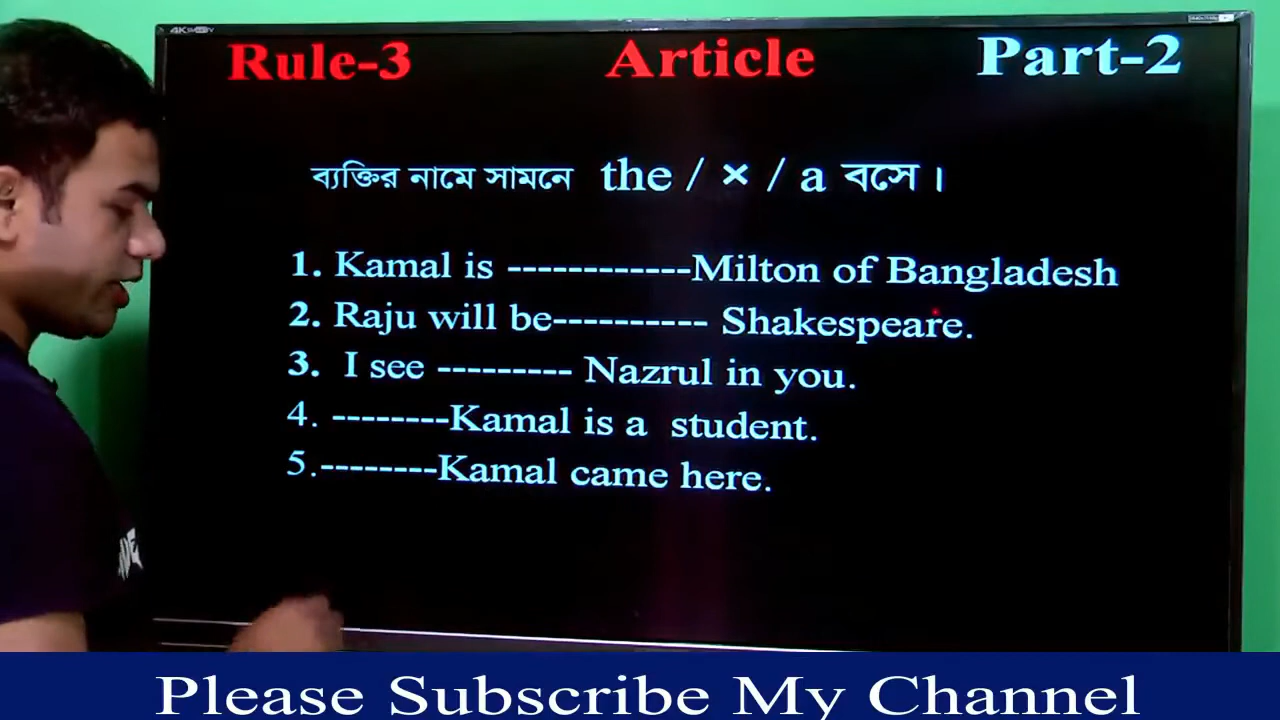 Rule-3 Article Part-2
ব্যক্তির নামে সামনে the / × / a বসে ।
1. Kamal is ------------Milton of Bangladesh
2. Raju will be---------- Shakespeare.
3. I see --------- Nazrul in you.
4. --------Kamal is a student.
5.--------Kamal came here.
Please Subscribe My Channel